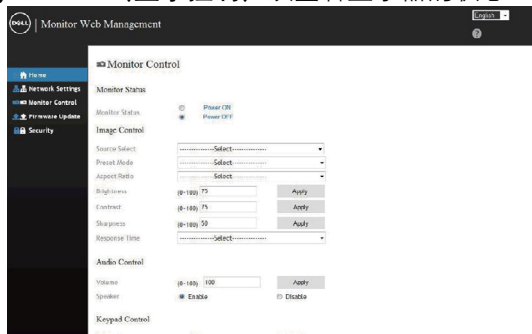 DELL Monitor Web Management
English
Home
Network Settings
Monitor Control
Firmware Update
Security
Monitor Control
Monitor Status
Monitor Status Power ON
Power OFF
Image Control
Source Select ---------------Select---------------
Preset Mode ---------------Select---------------
Aspect Ratio ---------------Select---------------
Brightness (0~100) 75 Apply
Contrast (0~100) 75 Apply
Sharpness (0~100) 50 Apply
Response Time ---------------Select---------------
Audio Control
Volume (0~100) 100 Apply
Speaker Enable Disable
Keypad Control